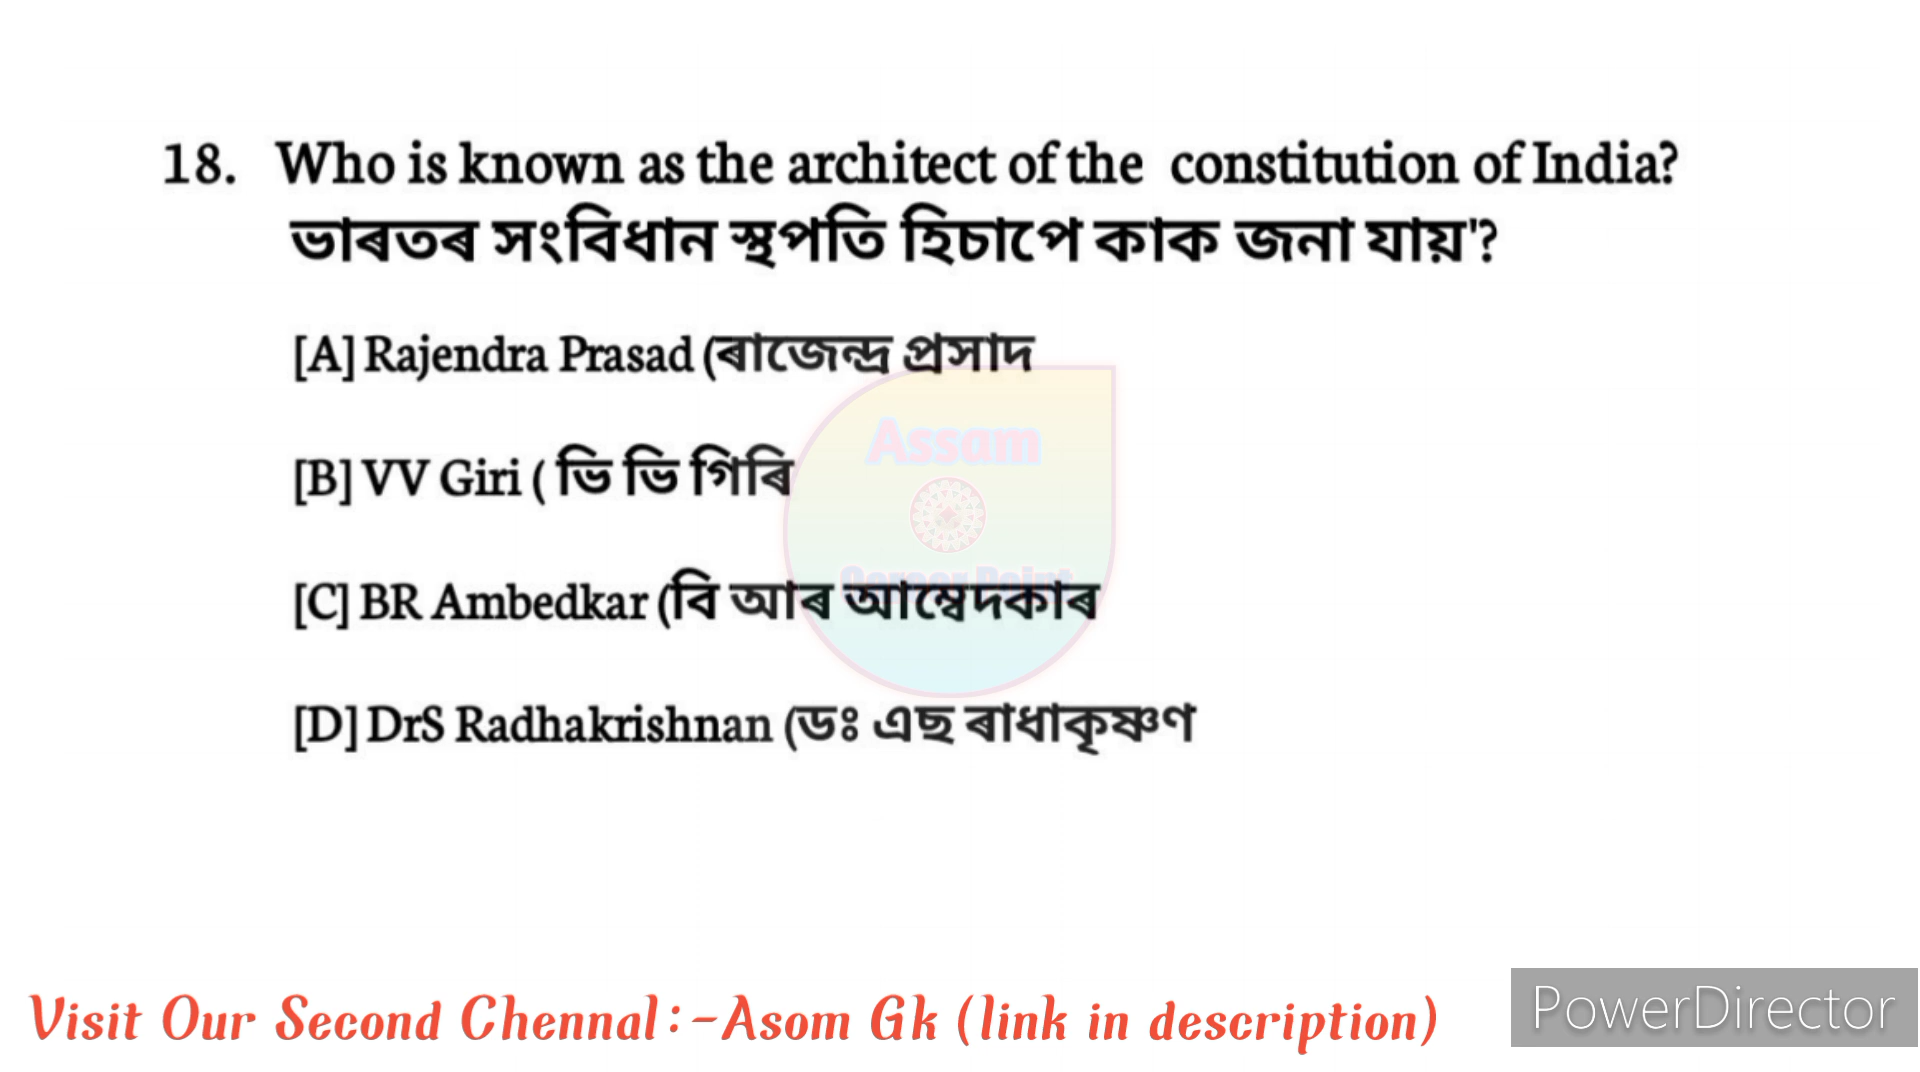 18. Who is known as the architect of the constitution of India?
ভাৰতৰ সংবিধান স্থপতি হিচাপে কাক জনা যায়'?
[A] Rajendra Prasad (ৰাজেন্দ্ৰ প্ৰসাদ
[B] VV Giri ( ভি ভি গিৰি
Assam
Career Point
[C] BR Ambedkar (বি আৰ আম্বেদকাৰ
[D] DrS Radhakrishnan (ডঃ এছ ৰাধাকৃষ্ণণ
Visit Our Second Chennal:-Asom Gk (link in description)
PowerDirector